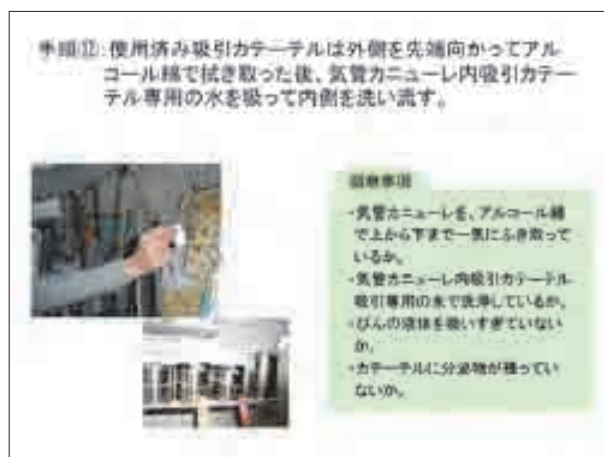 手順⑫:使用済み吸引カテーテルは外側を先端向かってアル
コール綿で拭き取った後、気管カニューレ内吸引カテー
テル専用の水を吸って内側を洗い流す。
留意事項
・気管カニューレを、アルコール綿
で上から下まで一気にふき取って
いるか。
・気管カニューレ内吸引カテーテル
吸引専用の水で洗浄しているか。
・びんの液体を吸いすぎていない
か。
・カテーテルに分泌物が残ってい
ないか。